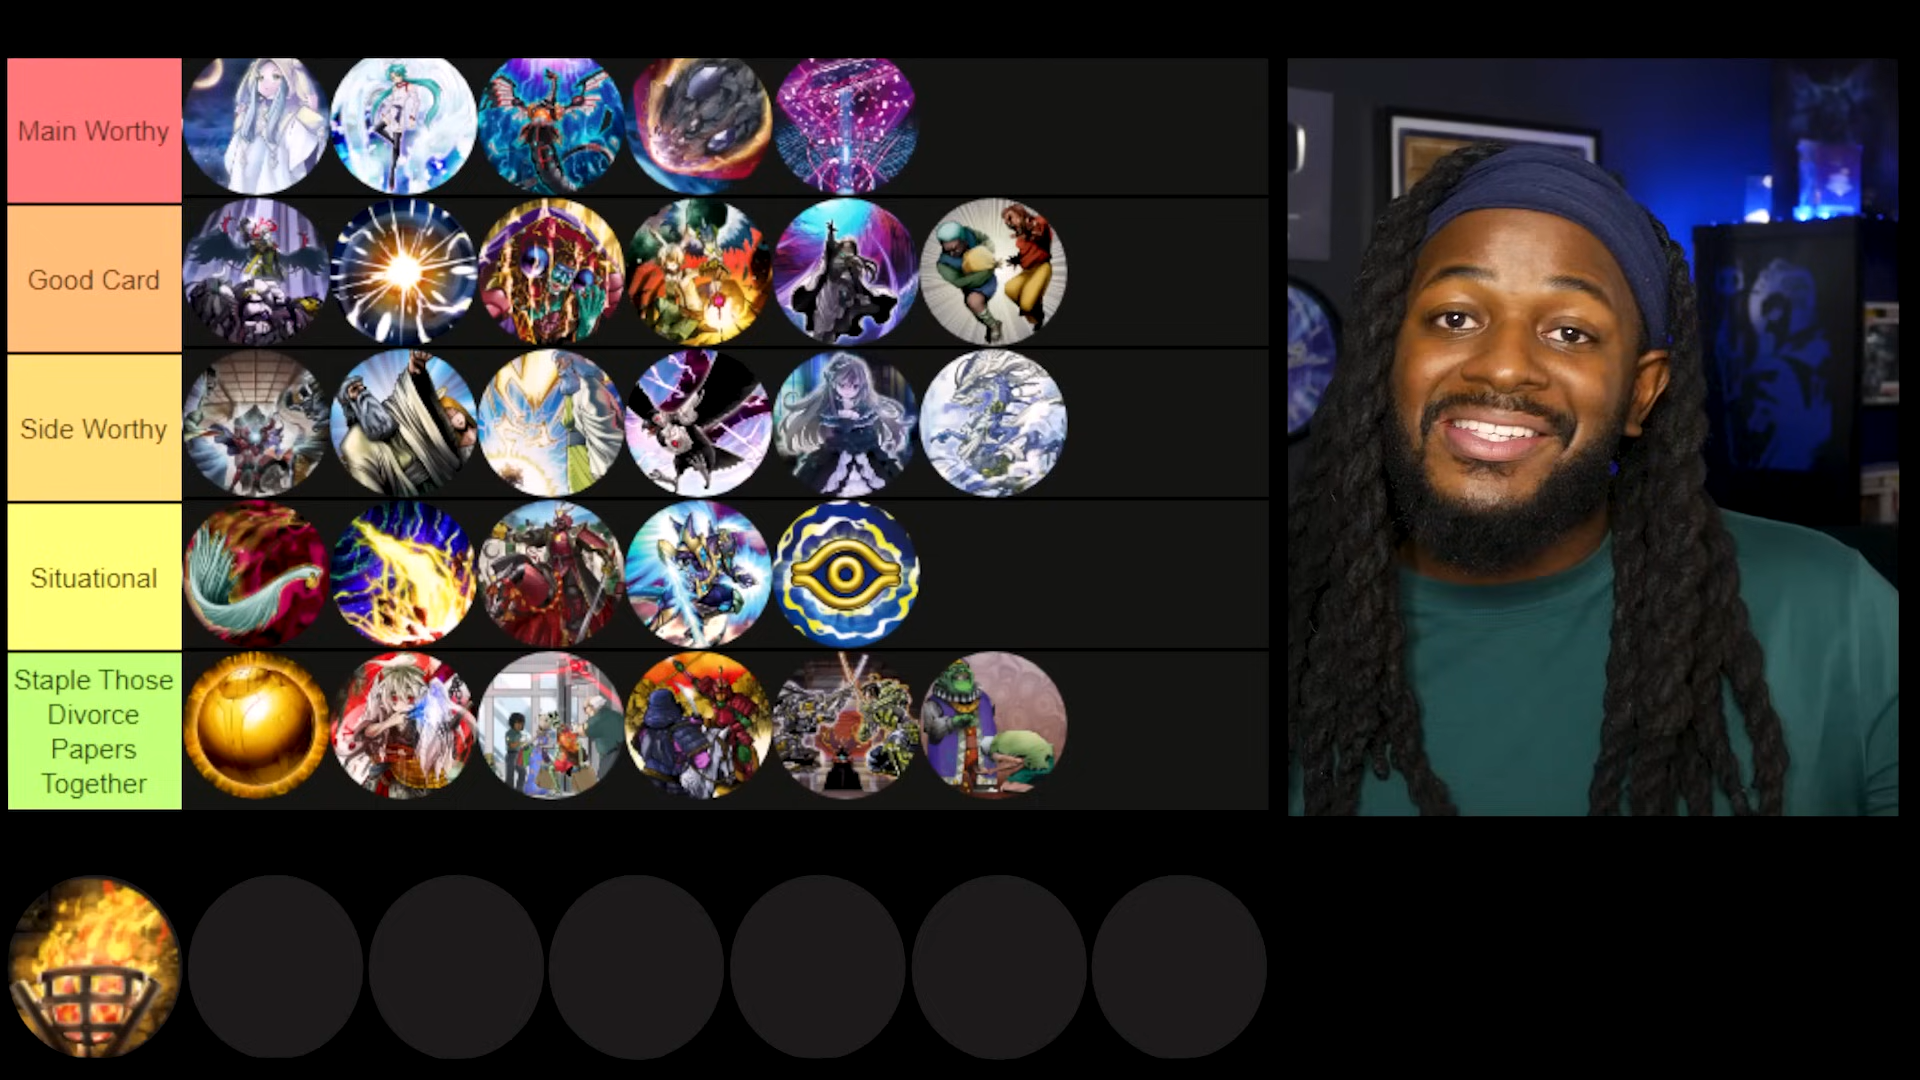 Main Worthy
Good Card
Side Worthy
Situational
Staple Those
Divorce
Papers
Together